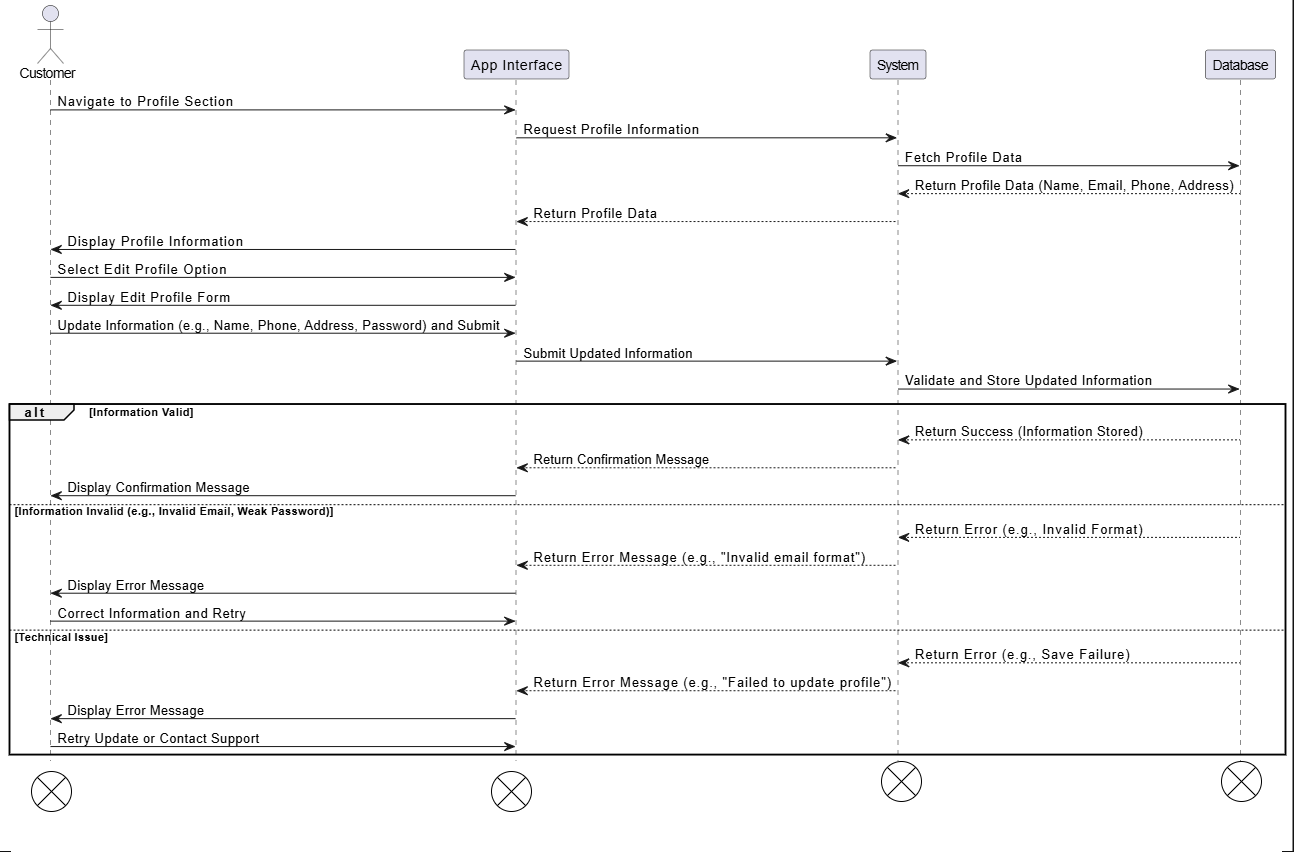 Customer
App Interface
System
Database
Navigate to Profile Section
Request Profile Information
Fetch Profile Data
Return Profile Data (Name, Email, Phone, Address)
Return Profile Data
Display Profile Information
Select Edit Profile Option
Display Edit Profile Form
Update Information (e.g., Name, Phone, Address, Password) and Submit
Submit Updated Information
Validate and Store Updated Information
alt
[Information Valid]
Return Success (Information Stored)
Return Confirmation Message
Display Confirmation Message
[Information Invalid (e.g., Invalid Email, Weak Password)]
Return Error (e.g., Invalid Format)
Return Error Message (e.g., "Invalid email format")
Display Error Message
Correct Information and Retry
[Technical Issue]
Return Error (e.g., Save Failure)
Return Error Message (e.g., "Failed to update profile")
Display Error Message
Retry Update or Contact Support